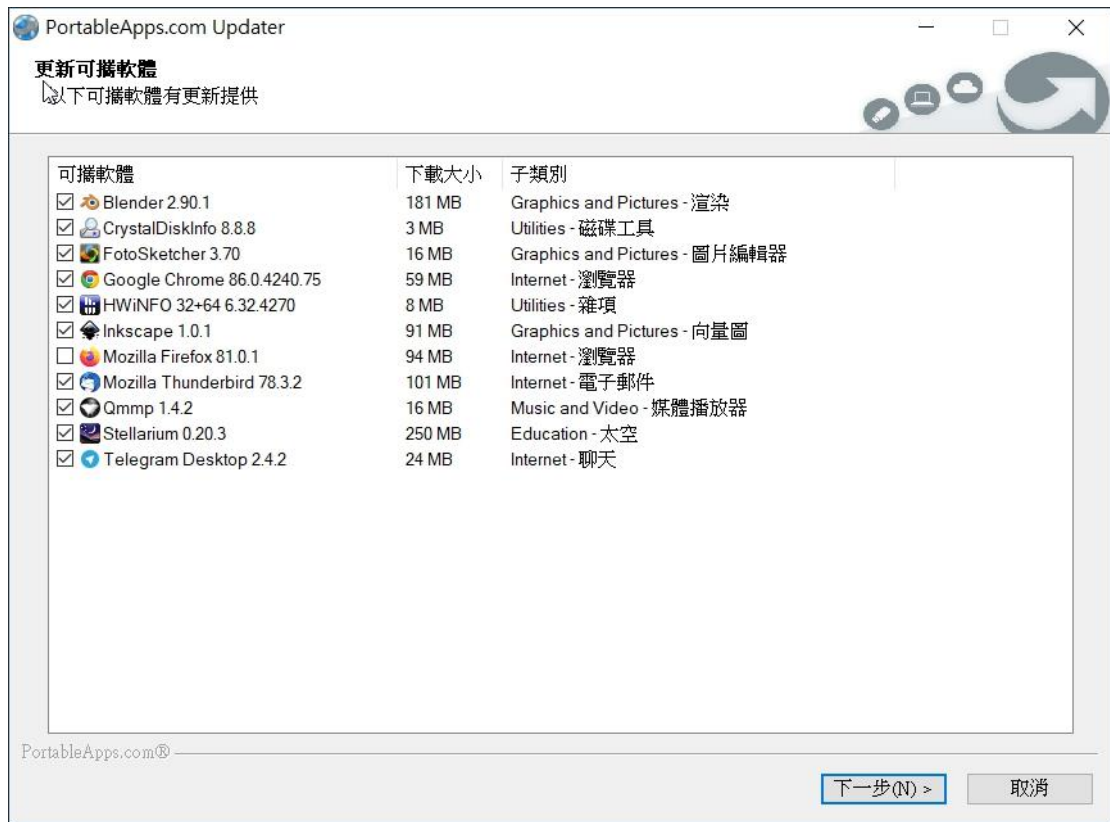 PortableApps.com Updater
更新可攜軟體
以下可攜軟體有更新提供
可攜軟體 下載大小 子類別
Blender 2.90.1 181 MB Graphics and Pictures - 渲染
CrystalDiskInfo 8.8.8 3 MB Utilities - 磁碟工具
FotoSketcher 3.70 16 MB Graphics and Pictures - 圖片編輯器
Google Chrome 86.0.4240.75 59 MB Internet - 瀏覽器
HWiNFO 32+64 6.32.4270 8 MB Utilities - 雜項
Inkscape 1.0.1 91 MB Graphics and Pictures - 向量圖
Mozilla Firefox 81.0.1 94 MB Internet - 瀏覽器
Mozilla Thunderbird 78.3.2 101 MB Internet - 電子郵件
Qmmp 1.4.2 16 MB Music and Video - 媒體播放器
Stellarium 0.20.3 250 MB Education - 太空
Telegram Desktop 2.4.2 24 MB Internet - 聊天
PortableApps.com®
下一步(N) > 取消